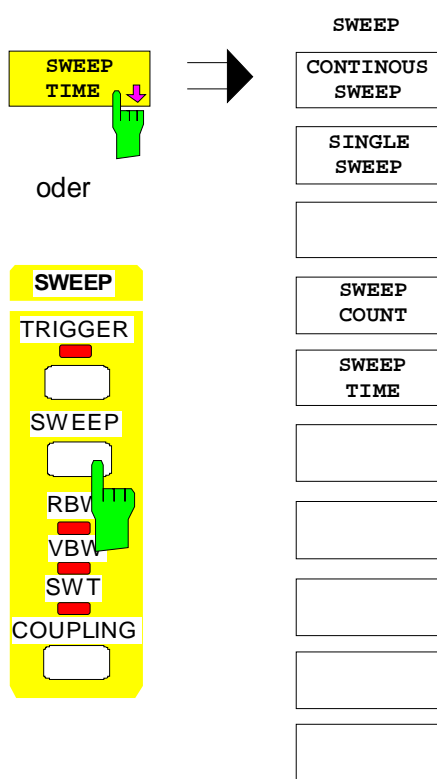 SWEEP
TIME
oder
SWEEP
TRIGGER
SWEEP
RBW
VBW
SWT
COUPLING
SWEEP
CONTINOUS
SWEEP
SINGLE
SWEEP
SWEEP
COUNT
SWEEP
TIME